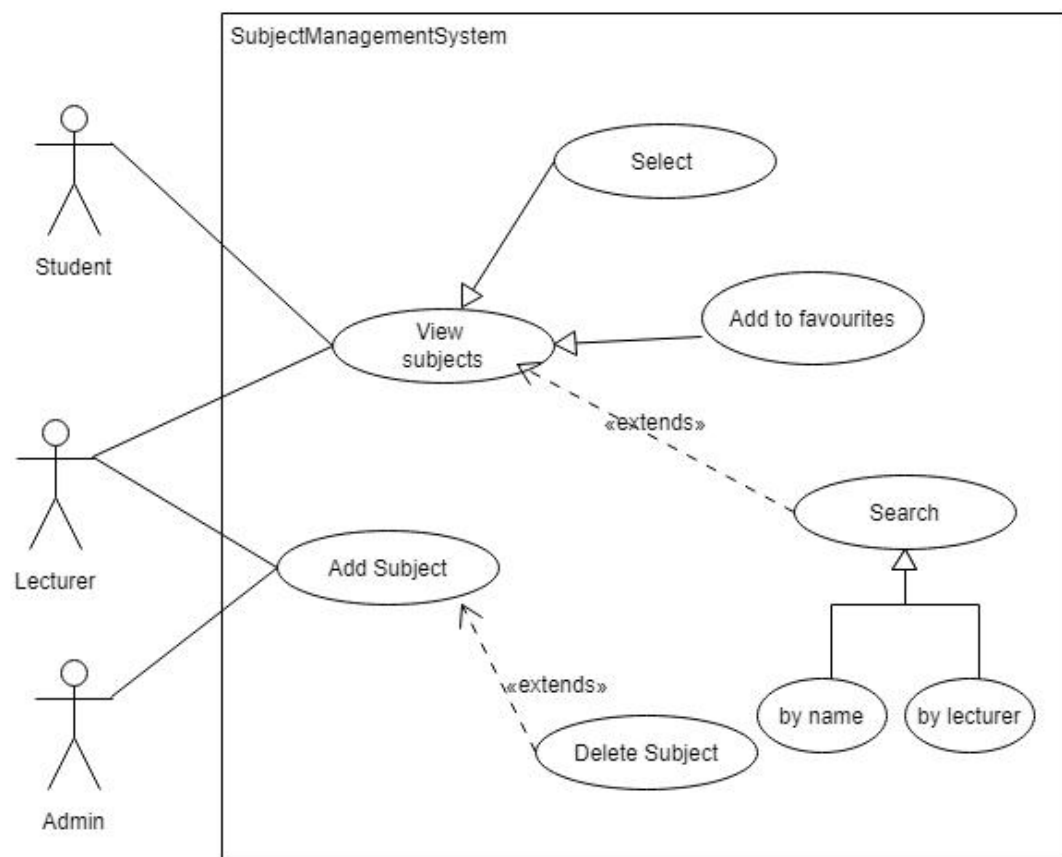 SubjectManagementSystem
Select
Student
Add to favourites
View
subjects
«extends»
Search
Add Subject
Lecturer
«extends»
by name
by lecturer
Delete Subject
Admin